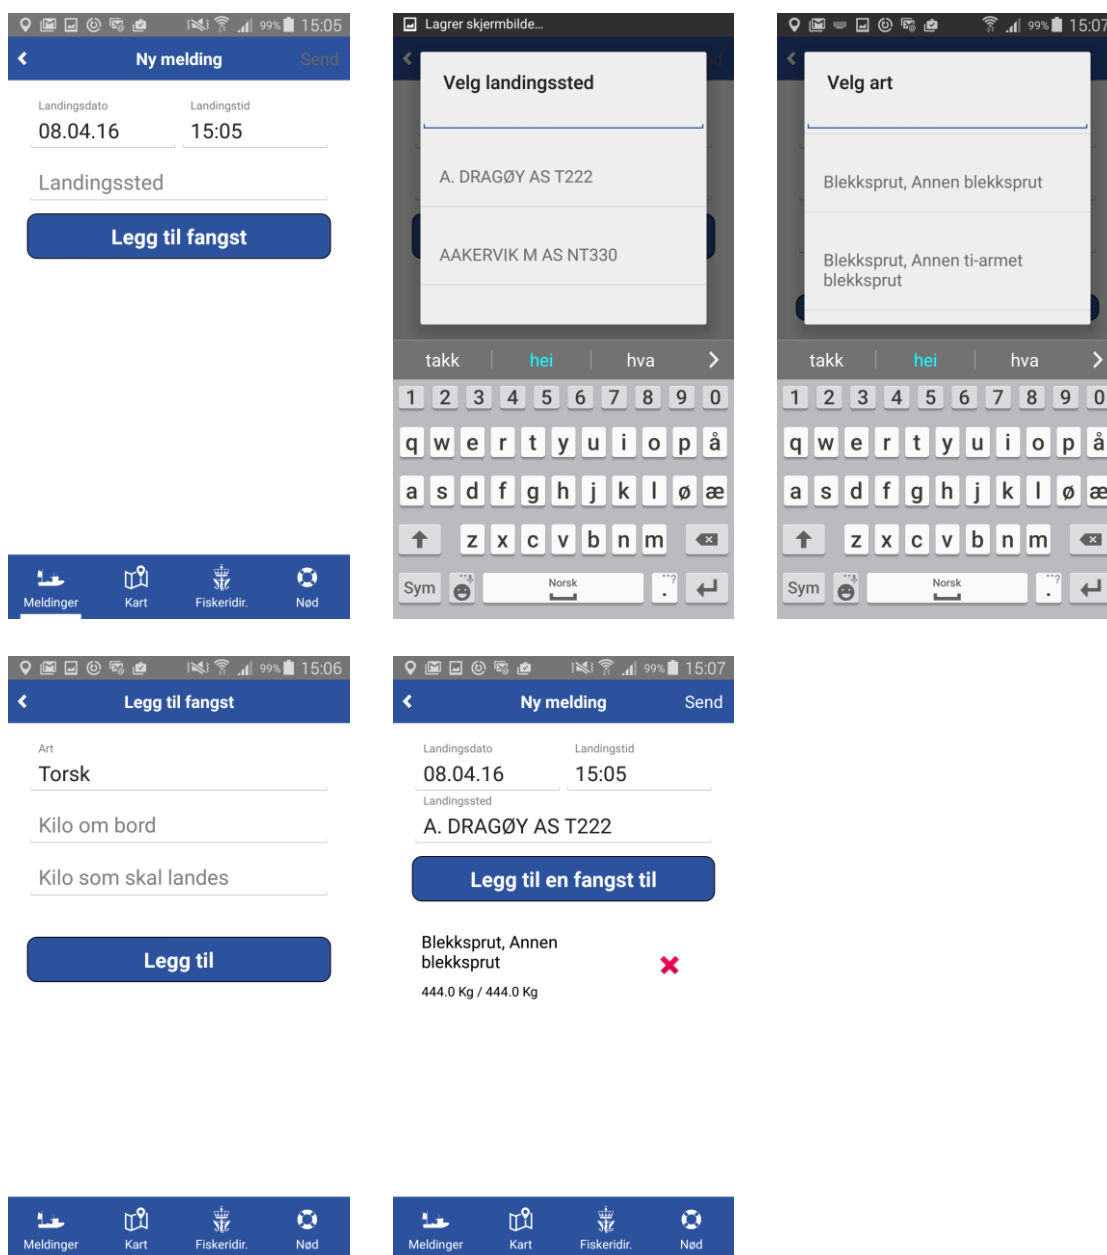 99% 15:05
Ny melding Send
Landingsdato Landingstid
08.04.16 15:05
Landingssted
Legg til fangst
Meldinger Kart Fiskeridir. Nød
Lagrer skjermbilde...
Velg landingssted
A. DRAGØY AS T222
AAKERVIK M AS NT330
takk hei hva
1 2 3 4 5 6 7 8 9 0
q w e r t y u i o p å
a s d f g h j k l ø æ
z x c v b n m
Sym Norsk . ?
99% 15:07
Velg art
Blekksprut, Annen blekksprut
Blekksprut, Annen ti-armet
blekksprut
takk hei hva
1 2 3 4 5 6 7 8 9 0
q w e r t y u i o p å
a s d f g h j k l ø æ
z x c v b n m
Sym Norsk . ?
99% 15:06
Legg til fangst
Art
Torsk
Kilo om bord
Kilo som skal landes
Legg til
Meldinger Kart Fiskeridir. Nød
99% 15:07
Ny melding Send
Landingsdato Landingstid
08.04.16 15:05
Landingssted
A. DRAGØY AS T222
Legg til en fangst til
Blekksprut, Annen
blekksprut
444.0 Kg / 444.0 Kg
Meldinger Kart Fiskeridir. Nød